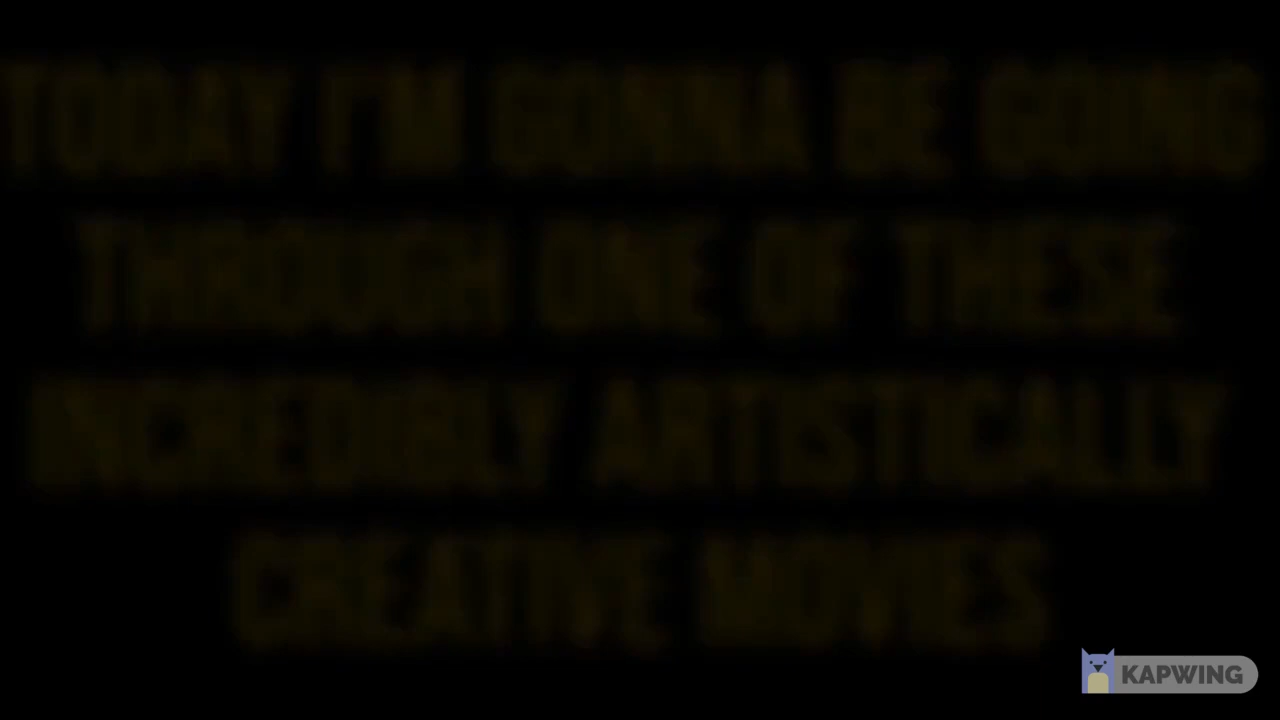 TODAY I'M GONNA BE GOING
THROUGH ONE OF THESE
INCREDIBLY ARTISTICALLY
CREATIVE MOVIES
KAPWING